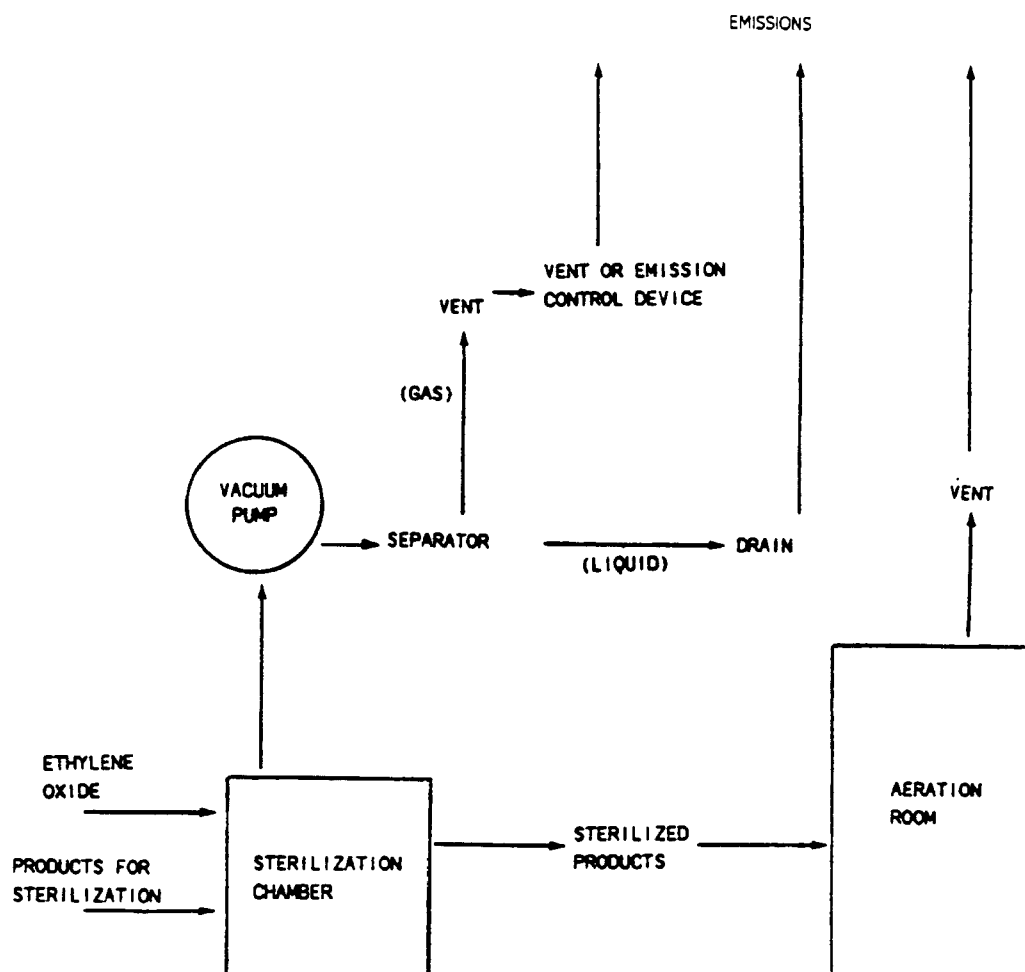 EMISSIONS
VENT OR EMISSION
CONTROL DEVICE
VENT
(GAS)
VACUUM
PUMP
VENT
SEPARATOR
DRAIN
(LIQUID)
ETHYLENE
OXIDE
AERATION
ROOM
STERILIZED
PRODUCTS
PRODUCTS FOR
STERILIZATION
STERILIZATION
CHAMBER